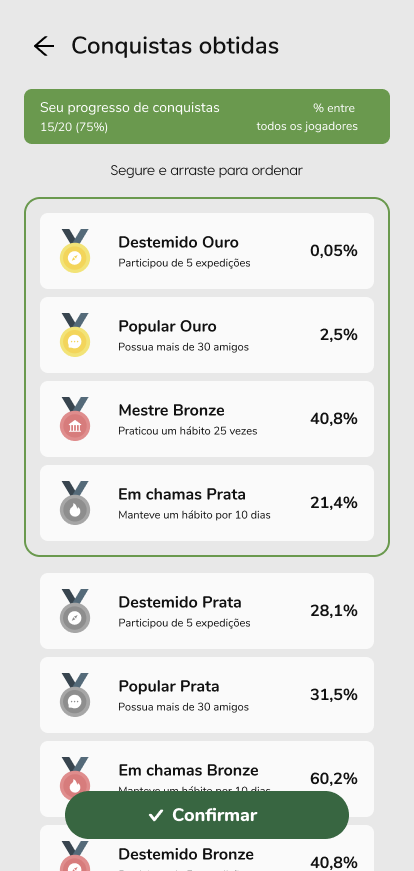 Conquistas obtidas
Seu progresso de conquistas
15/20 (75%)
% entre
todos os jogadores
Segure e arraste para ordenar
Destemido Ouro
Participou de 5 expedições
0,05%
Popular Ouro
Possua mais de 30 amigos
2,5%
Mestre Bronze
Praticou um hábito 25 vezes
40,8%
Em chamas Prata
Manteve um hábito por 10 dias
21,4%
Destemido Prata
Participou de 5 expedições
28,1%
Popular Prata
Possua mais de 30 amigos
31,5%
Em chamas Bronze
Manteve um hábito por 10 dias
60,2%
Confirmar
Destemido Bronze
40,8%